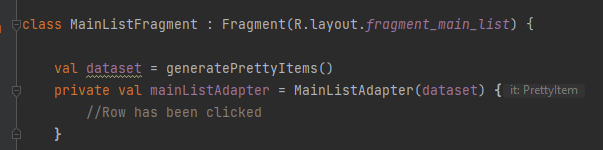 class MainListFragment : Fragment(R.layout.fragment_main_list) {
val dataset = generatePrettyItems()
private val mainListAdapter = MainListAdapter(dataset) { it: PrettyItem
//Row has been clicked
}